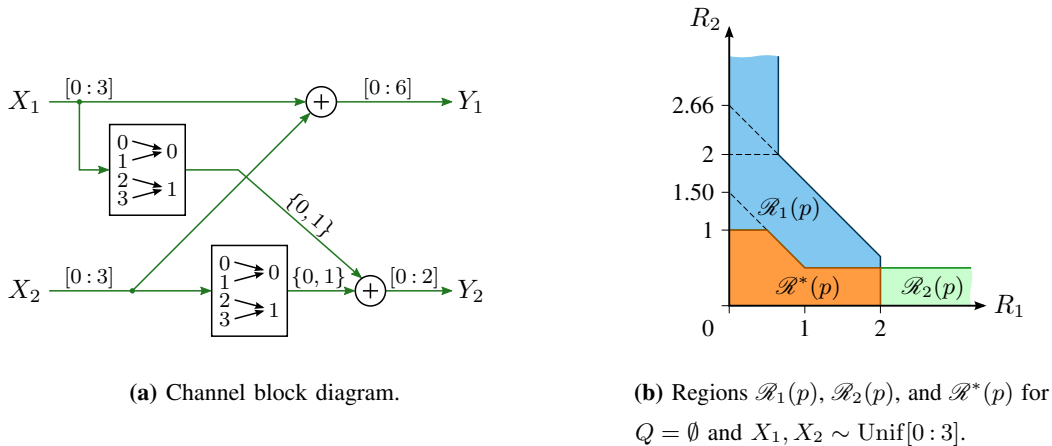 R₂
[0 : 3]
[0 : 6]
X₁
+
Y₁
2.66
0
1
2
3
0
1
2
{0, 1}
1.50
ℛ₁(p)
1
[0 : 3]
{0, 1}
[0 : 2]
X₂
0
1
2
3
0
1
+
Y₂
ℛ*(p)
ℛ₂(p)
0
1
2
R₁
(a) Channel block diagram.
(b) Regions ℛ₁(p), ℛ₂(p), and ℛ*(p) for
Q = ∅ and X₁, X₂ ∼ Unif[0 : 3].